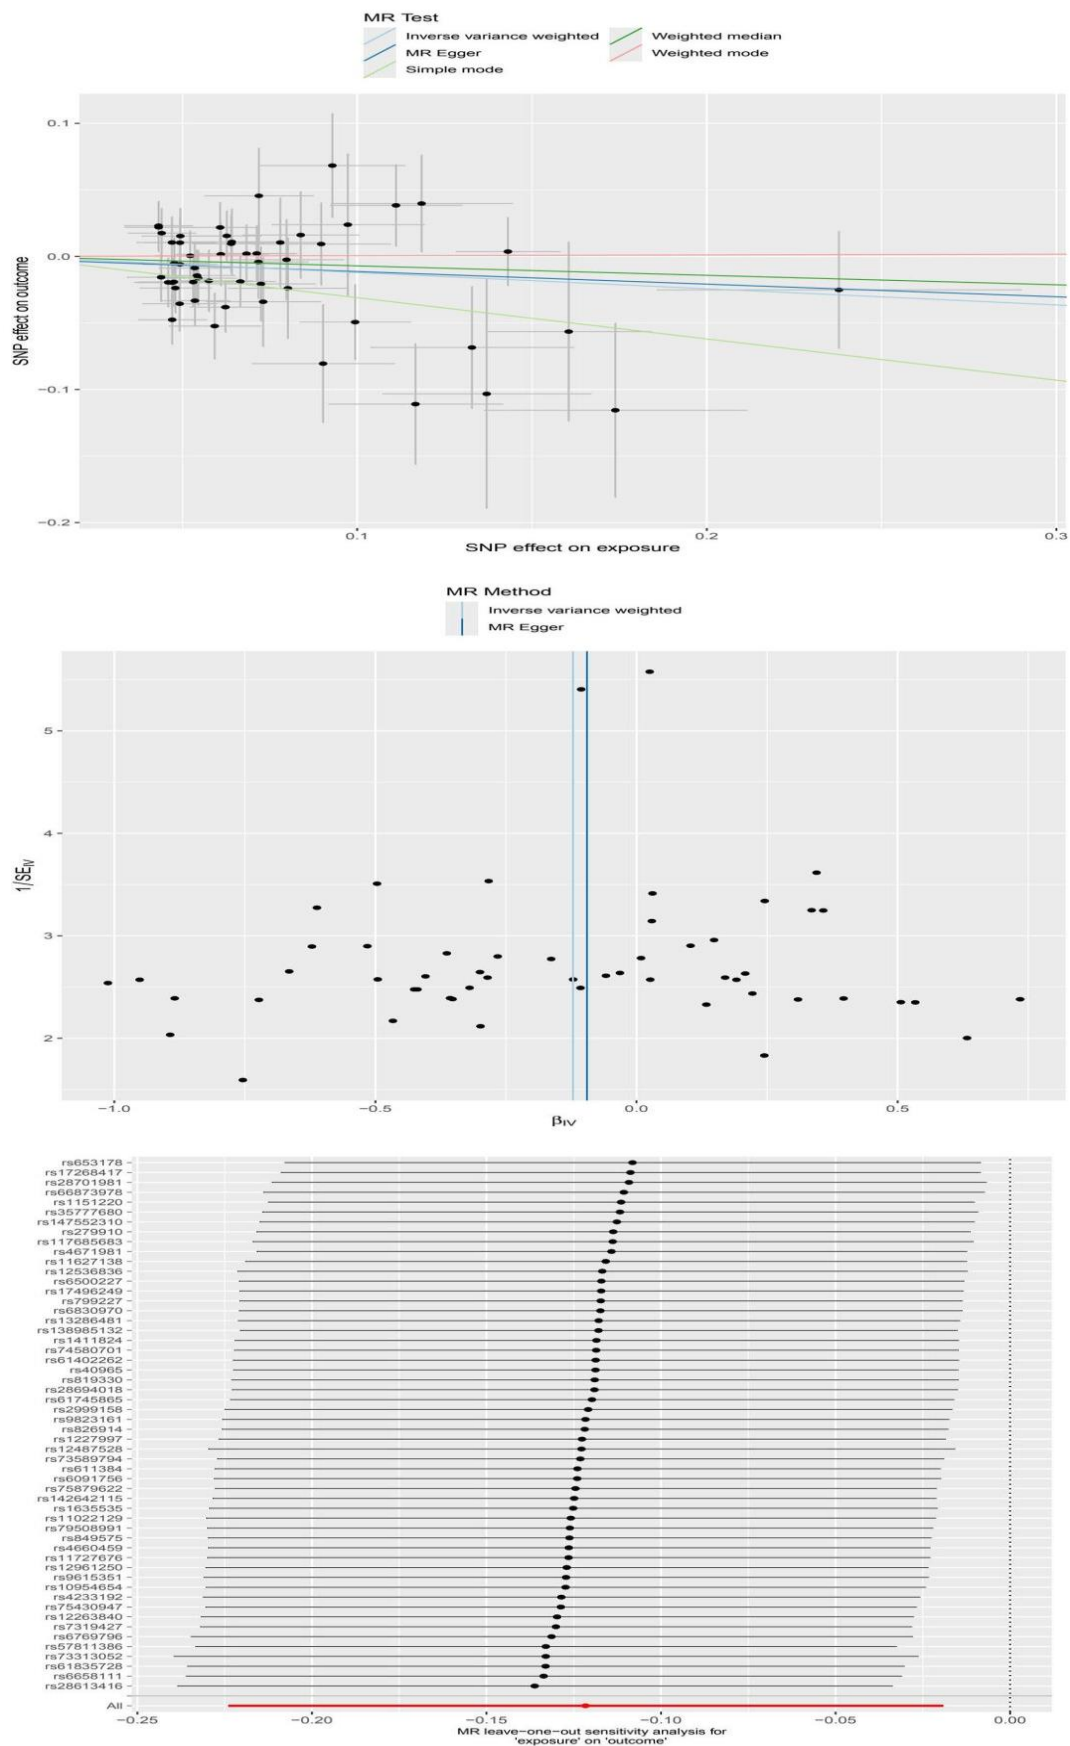 MR Test
Inverse variance weighted
MR Egger
Simple mode
Weighted median
Weighted mode
SNP effect on outcome
0.1
0.0
−0.1
−0.2
0.1
0.2
0.3
SNP effect on exposure
MR Method
Inverse variance weighted
MR Egger
1/SEIV
5
4
3
2
−1.0
−0.5
0.0
0.5
βIV
rs653178
rs17268417
rs28701981
rs66873978
rs1151220
rs35777680
rs147552310
rs279910
rs117685683
rs4671981
rs11627138
rs12536836
rs6500227
rs17496249
rs799227
rs6830970
rs13286481
rs138985132
rs1411824
rs74580701
rs61402262
rs40965
rs819330
rs28694018
rs61745865
rs2999158
rs9823161
rs826914
rs1227997
rs12487528
rs73589794
rs611384
rs6091756
rs75879622
rs142642115
rs1635535
rs11022129
rs79508991
rs849575
rs4660459
rs11727676
rs12961250
rs9615351
rs10954654
rs4233192
rs75430947
rs12263840
rs7319427
rs6769796
rs57811386
rs73313052
rs61835728
rs6658111
rs28613416
All
−0.25
−0.20
−0.15
−0.10
−0.05
0.00
MR leave−one−out sensitivity analysis for
'exposure' on 'outcome'